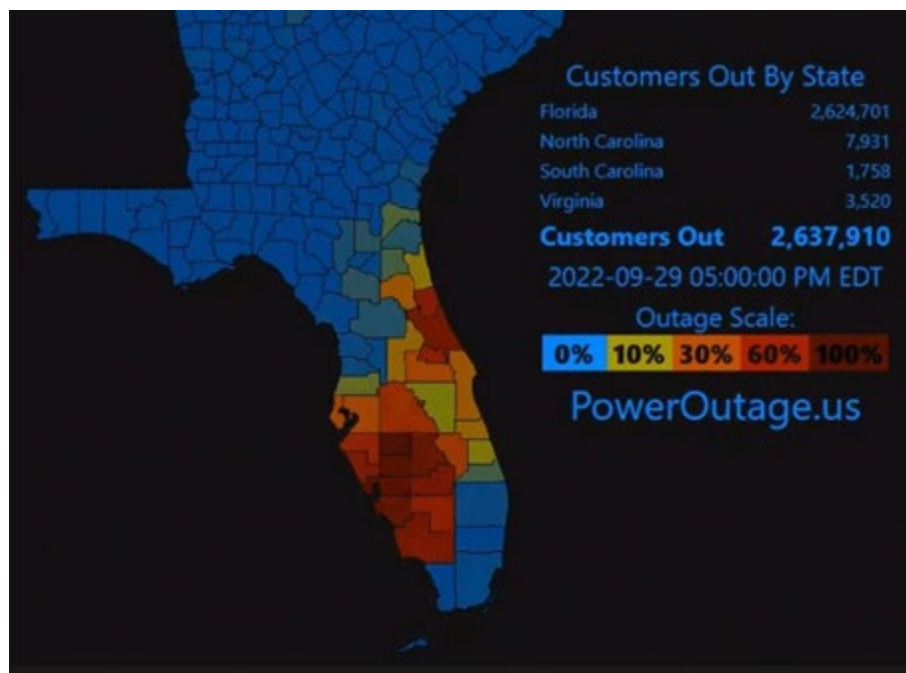 Customers Out By State
Florida 2,624,701
North Carolina 7,931
South Carolina 1,758
Virginia 3,520
Customers Out 2,637,910
2022-09-29 05:00:00 PM EDT
Outage Scale:
0% 10% 30% 60% 100%
PowerOutage.us